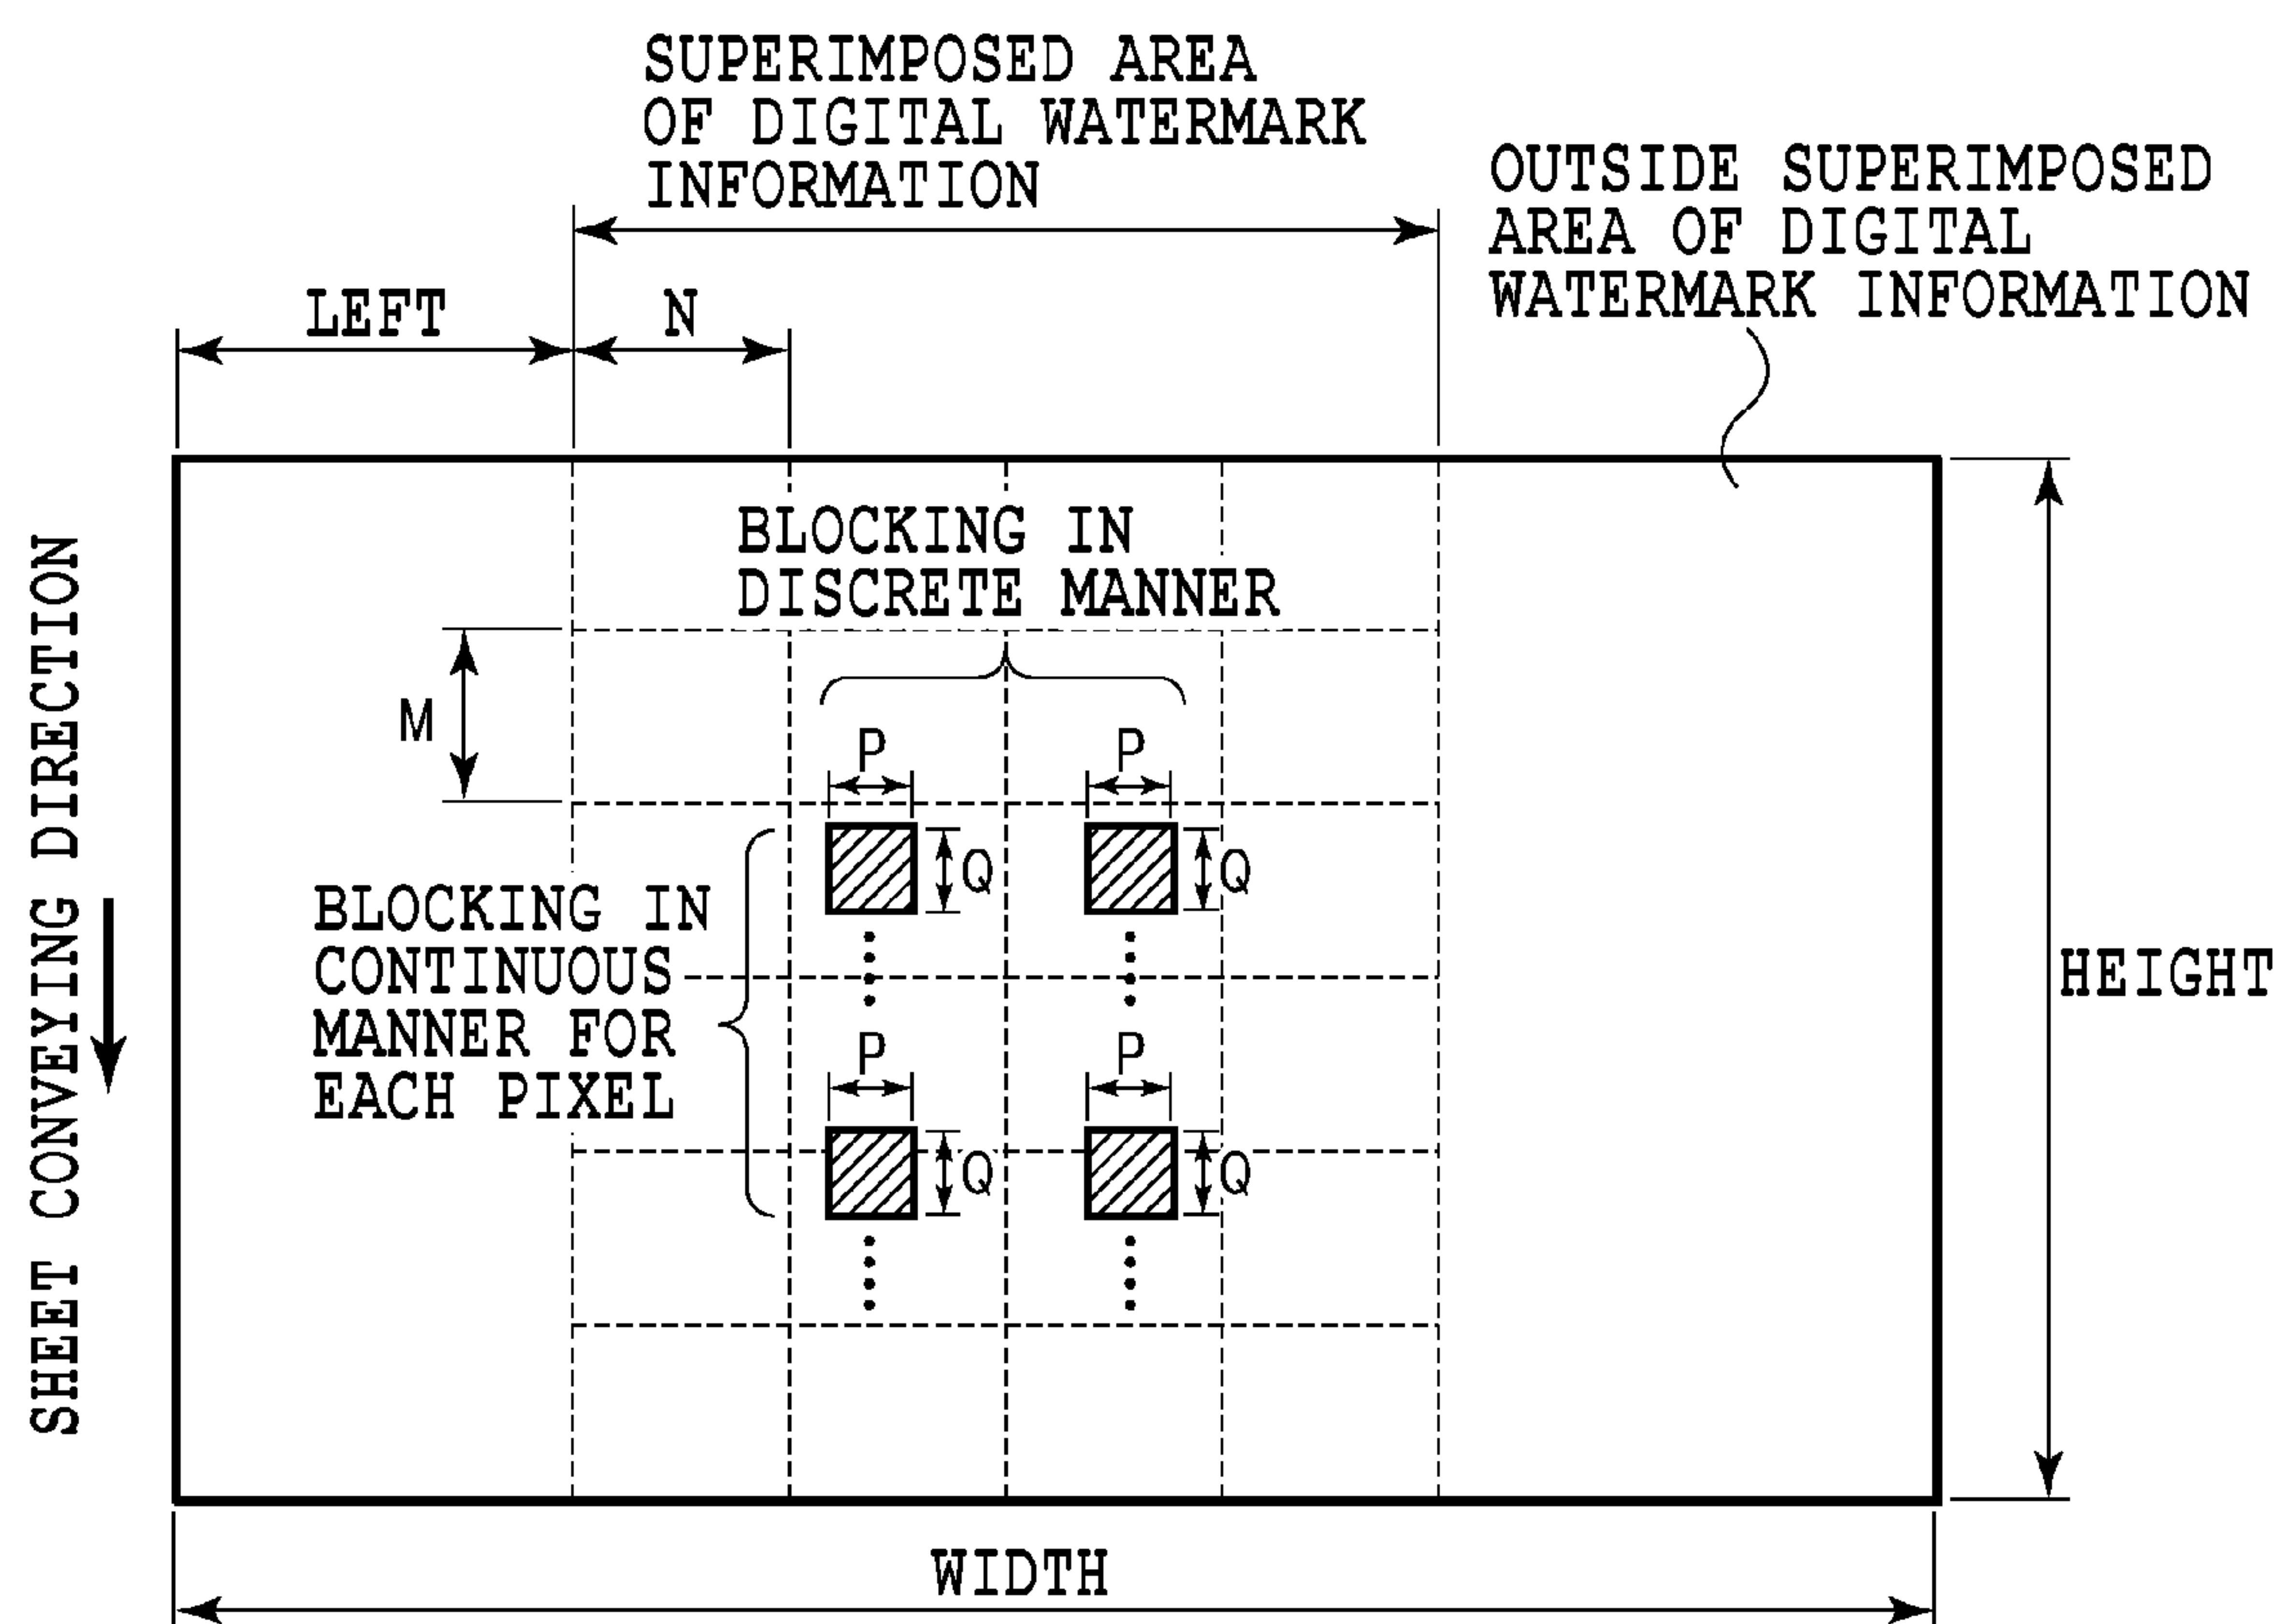 SUPERIMPOSED AREA
OF DIGITAL WATERMARK
INFORMATION
OUTSIDE SUPERIMPOSED
AREA OF DIGITAL
WATERMARK INFORMATION
LEFT
N
BLOCKING IN
DISCRETE MANNER
SHEET CONVEYING DIRECTION
M
P
P
Q
Q
BLOCKING IN
CONTINUOUS
MANNER FOR
EACH PIXEL
HEIGHT
P
P
Q
Q
WIDTH